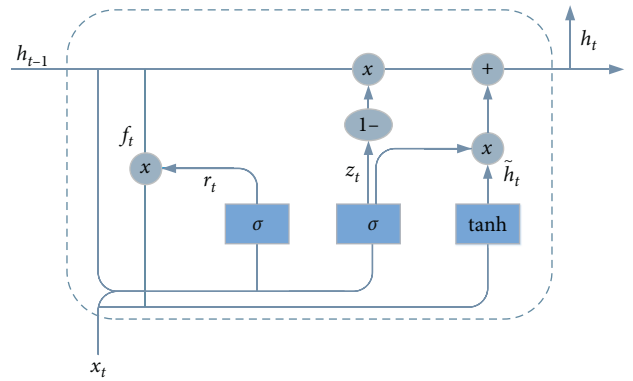 h_{t–1}
x
+
h_t
1–
f_t
x
r_t
z_t
x
h̃_t
σ
σ
tanh
x_t